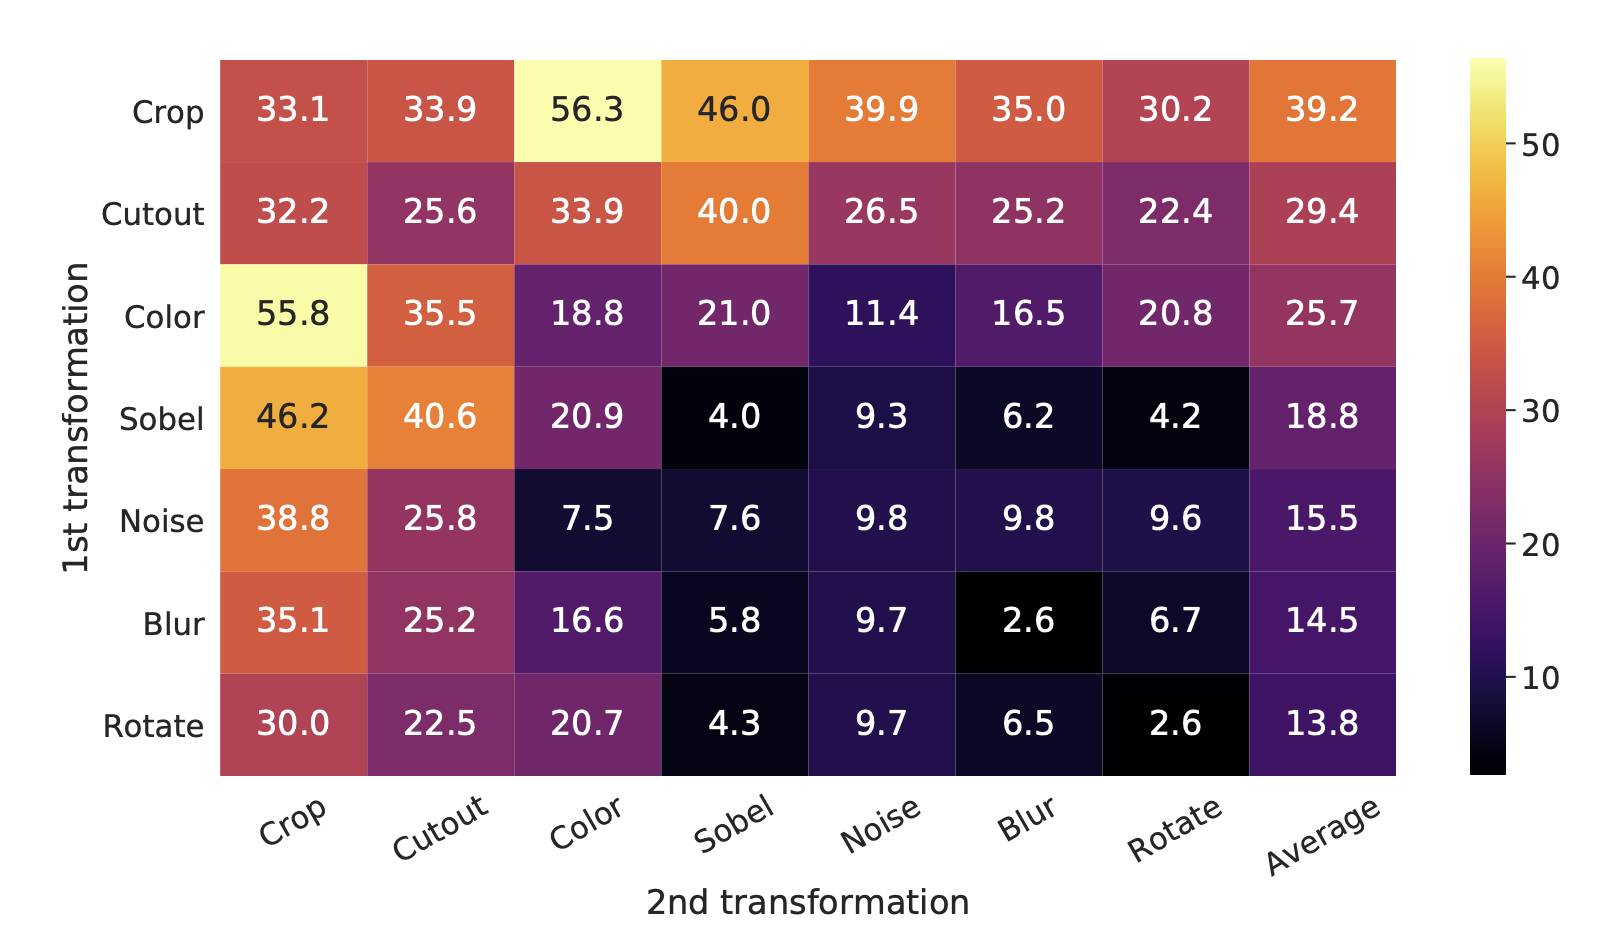 Crop 33.1 33.9 56.3 46.0 39.9 35.0 30.2 39.2
Cutout 32.2 25.6 33.9 40.0 26.5 25.2 22.4 29.4
Color 55.8 35.5 18.8 21.0 11.4 16.5 20.8 25.7
Sobel 46.2 40.6 20.9 4.0 9.3 6.2 4.2 18.8
Noise 38.8 25.8 7.5 7.6 9.8 9.8 9.6 15.5
Blur 35.1 25.2 16.6 5.8 9.7 2.6 6.7 14.5
Rotate 30.0 22.5 20.7 4.3 9.7 6.5 2.6 13.8
Crop Cutout Color Sobel Noise Blur Rotate Average
2nd transformation
1st transformation
50
40
30
20
10